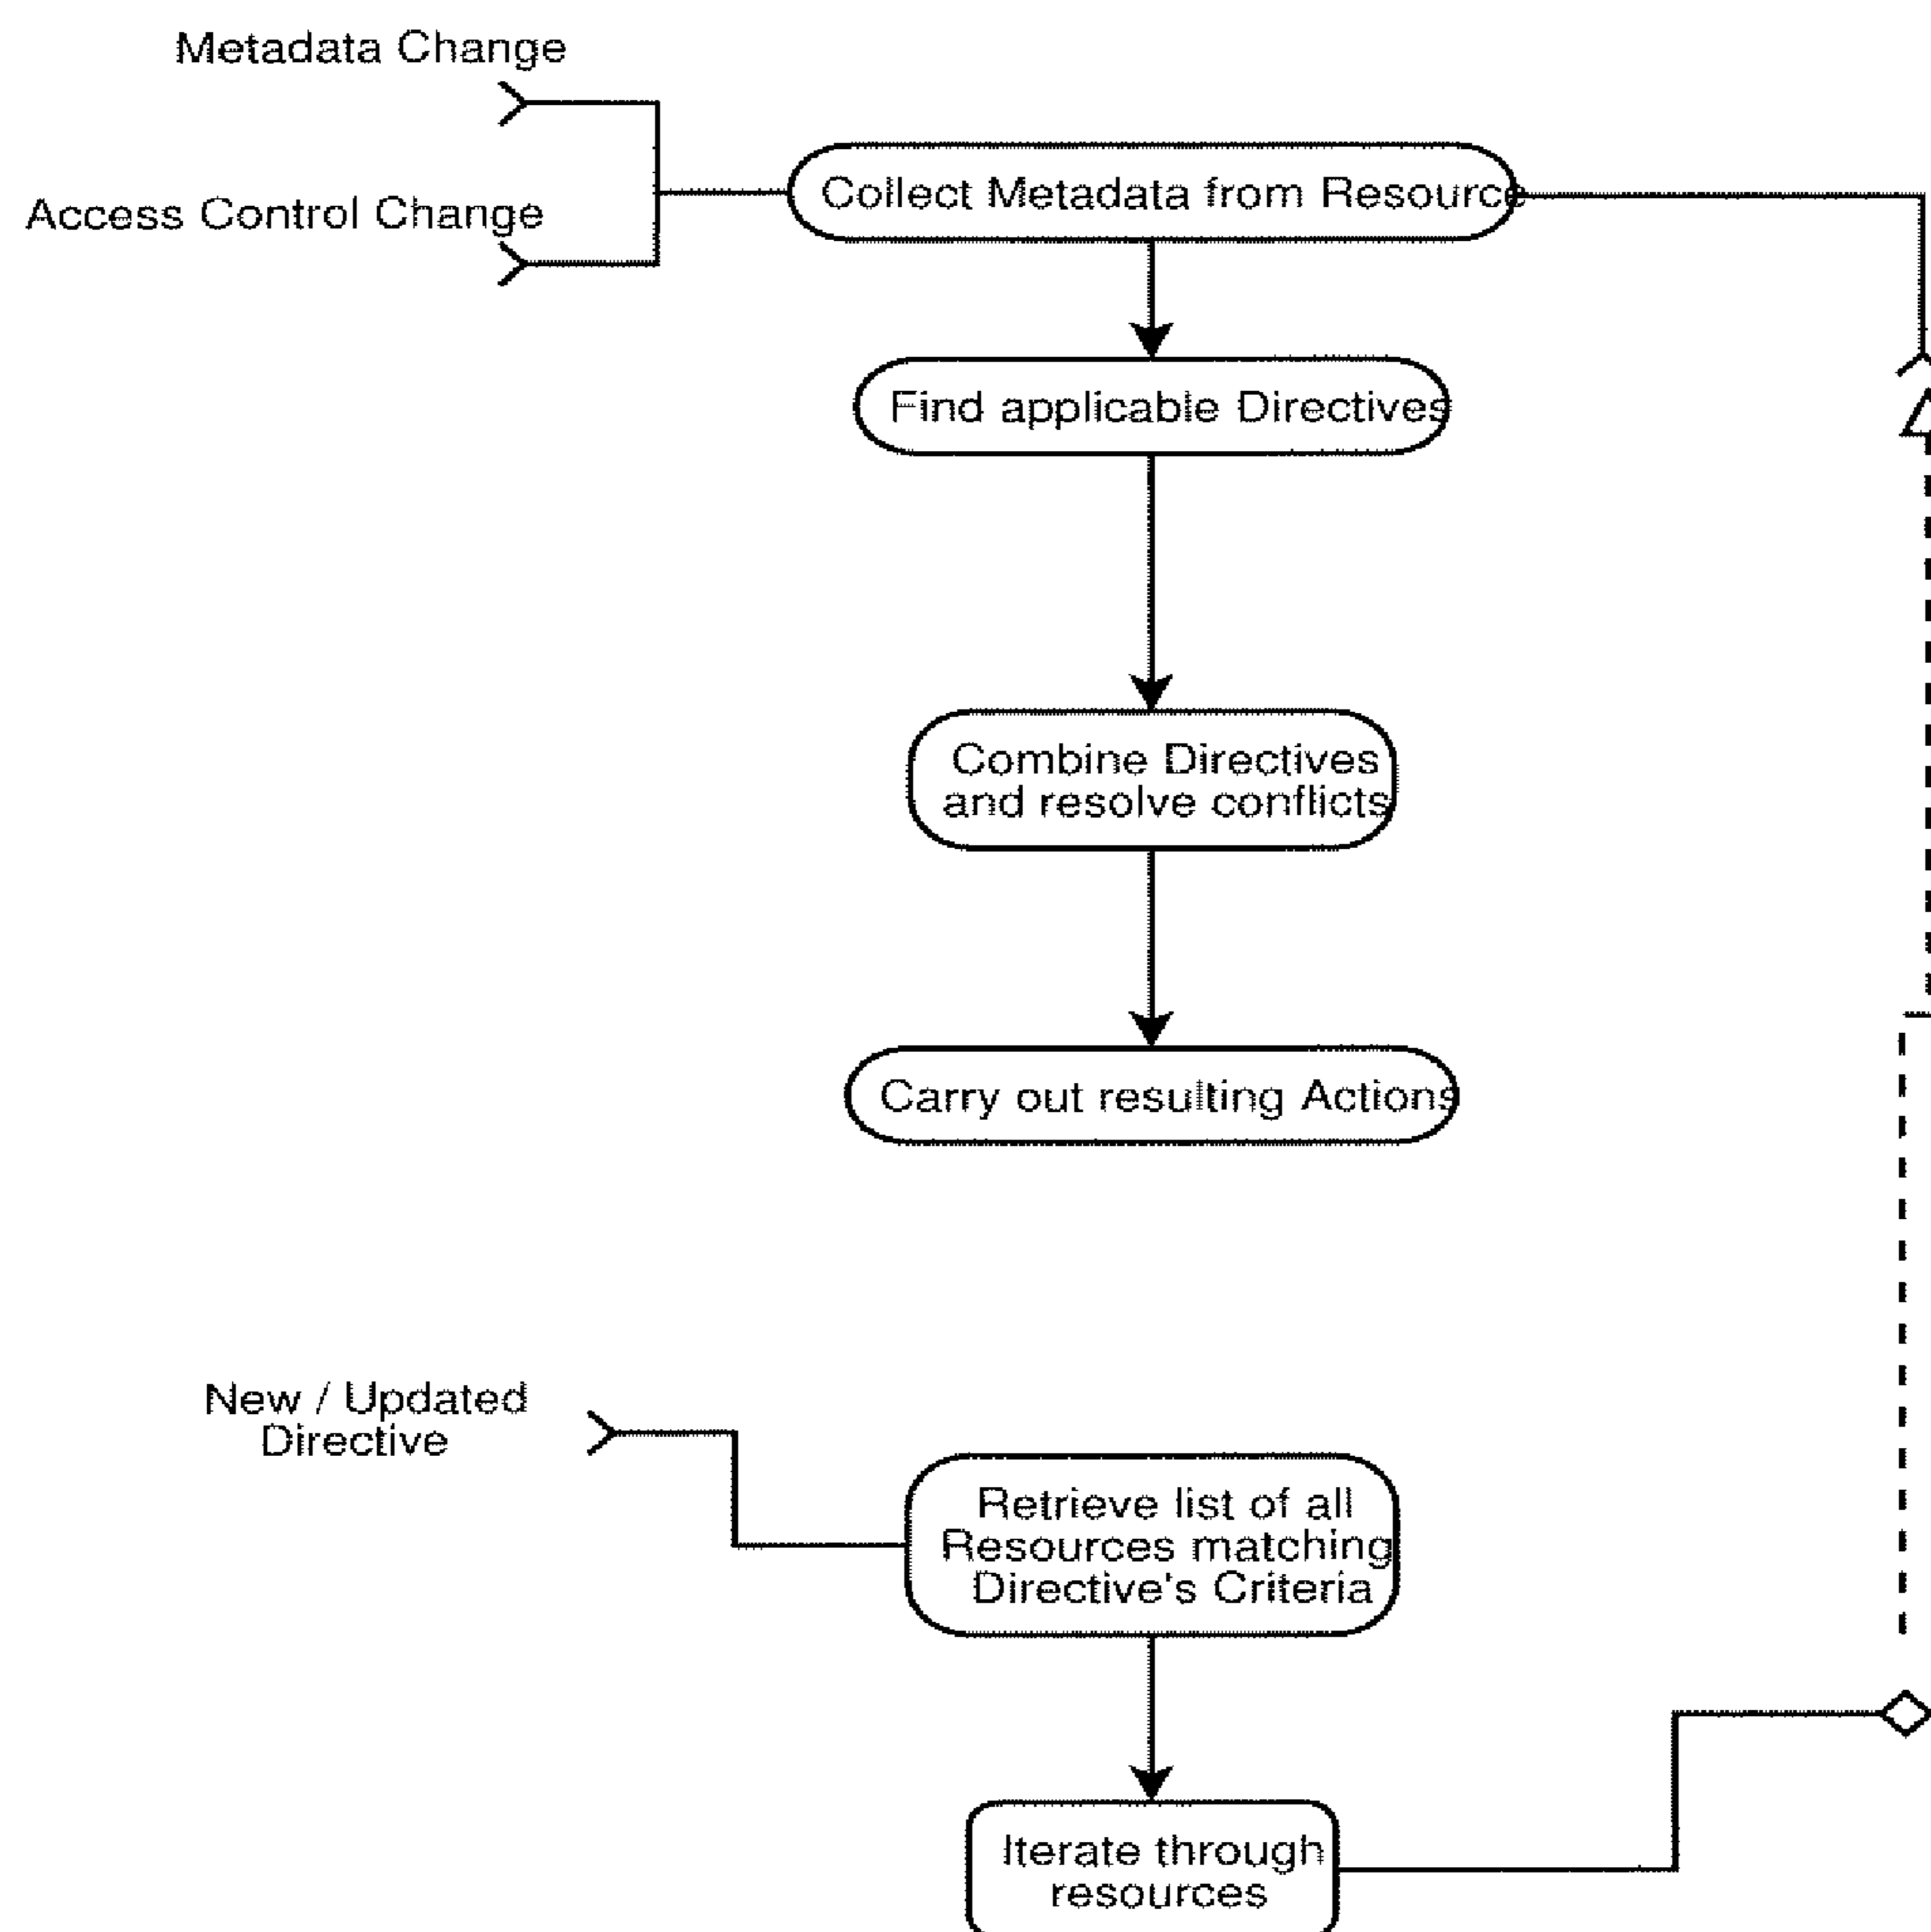 Metadata Change
Access Control Change
Collect Metadata from Resource
Find applicable Directives
Combine Directives
and resolve conflicts
Carry out resulting Actions
New / Updated
Directive
Retrieve list of all
Resources matching
Directive's Criteria
Iterate through
resources